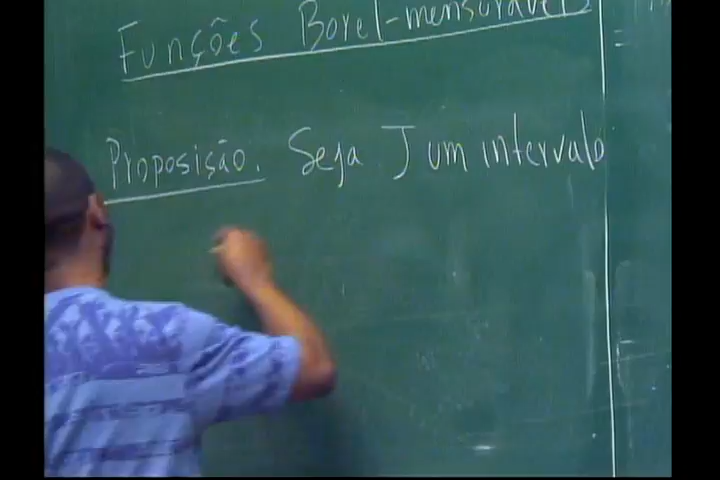 Funções Borel-mensuráveis
Proposição. Seja J um intervalo